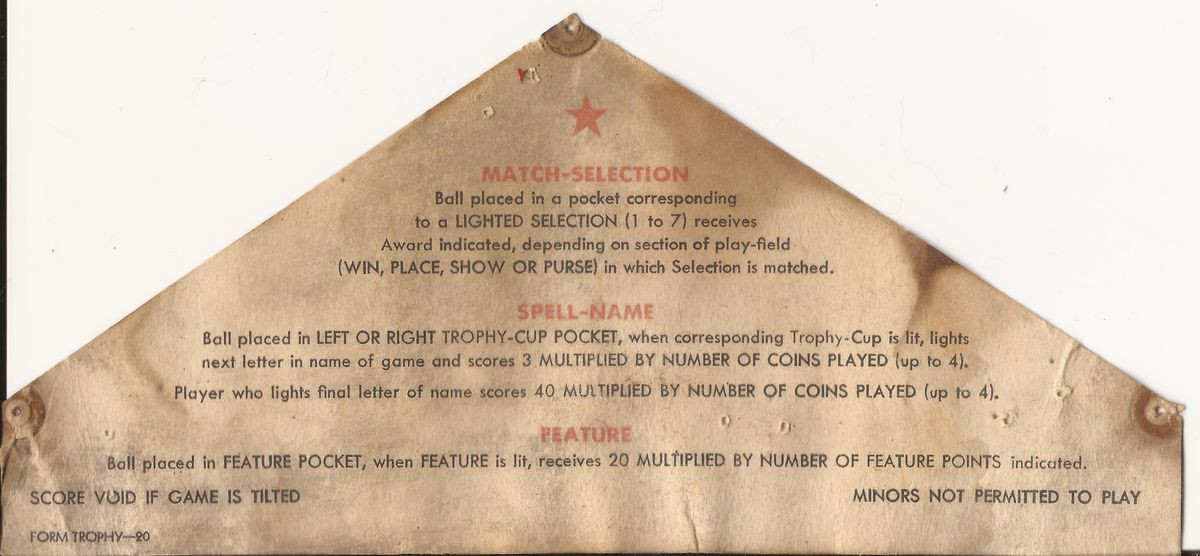 MATCH-SELECTION
Ball placed in a pocket corresponding
to a LIGHTED SELECTION (1 to 7) receives
Award indicated, depending on section of play-field
(WIN, PLACE, SHOW OR PURSE) in which Selection is matched.
SPELL-NAME
Ball placed in LEFT OR RIGHT TROPHY-CUP POCKET, when corresponding Trophy-Cup is lit, lights
next letter in name of game and scores 3 MULTIPLIED BY NUMBER OF COINS PLAYED (up to 4).
Player who lights final letter of name scores 40 MULTIPLIED BY NUMBER OF COINS PLAYED (up to 4).
FEATURE
Ball placed in FEATURE POCKET, when FEATURE is lit, receives 20 MULTIPLIED BY NUMBER OF FEATURE POINTS indicated.
SCORE VOID IF GAME IS TILTED
MINORS NOT PERMITTED TO PLAY
FORM TROPHY—20